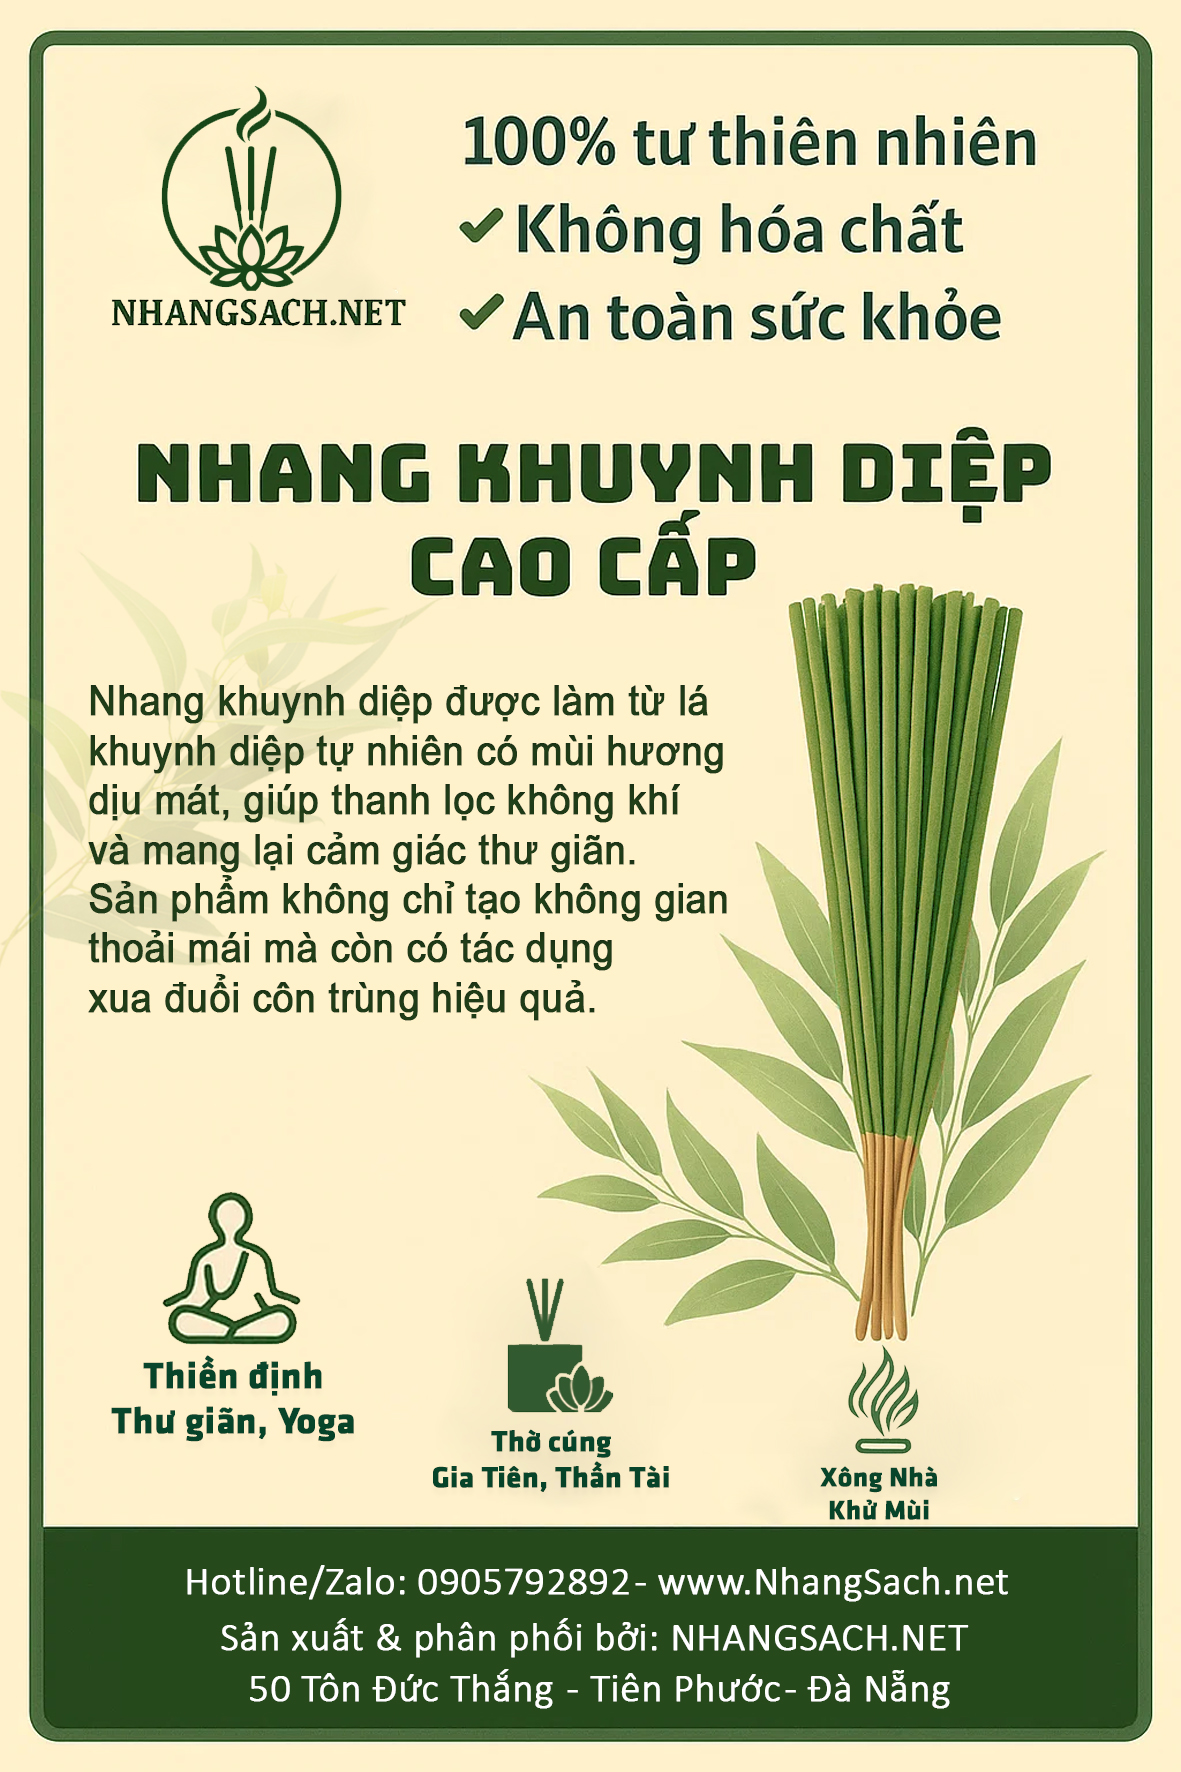 NHANGSACH.NET
100% tư thiên nhiên
Không hóa chất
An toàn sức khỏe
NHANG KHUYNH DIỆP
CAO CẤP
Nhang khuynh diệp được làm từ lá
khuynh diệp tự nhiên có mùi hương
dịu mát, giúp thanh lọc không khí
và mang lại cảm giác thư giãn.
Sản phẩm không chỉ tạo không gian
thoải mái mà còn có tác dụng
xua đuổi côn trùng hiệu quả.
Thiền định
Thư giãn, Yoga
Thờ cúng
Gia Tiên, Thần Tài
Xông Nhà
Khử Mùi
Hotline/Zalo: 0905792892- www.NhangSach.net
Sản xuất & phân phối bởi: NHANGSACH.NET
50 Tôn Đức Thắng - Tiên Phước- Đà Nẵng